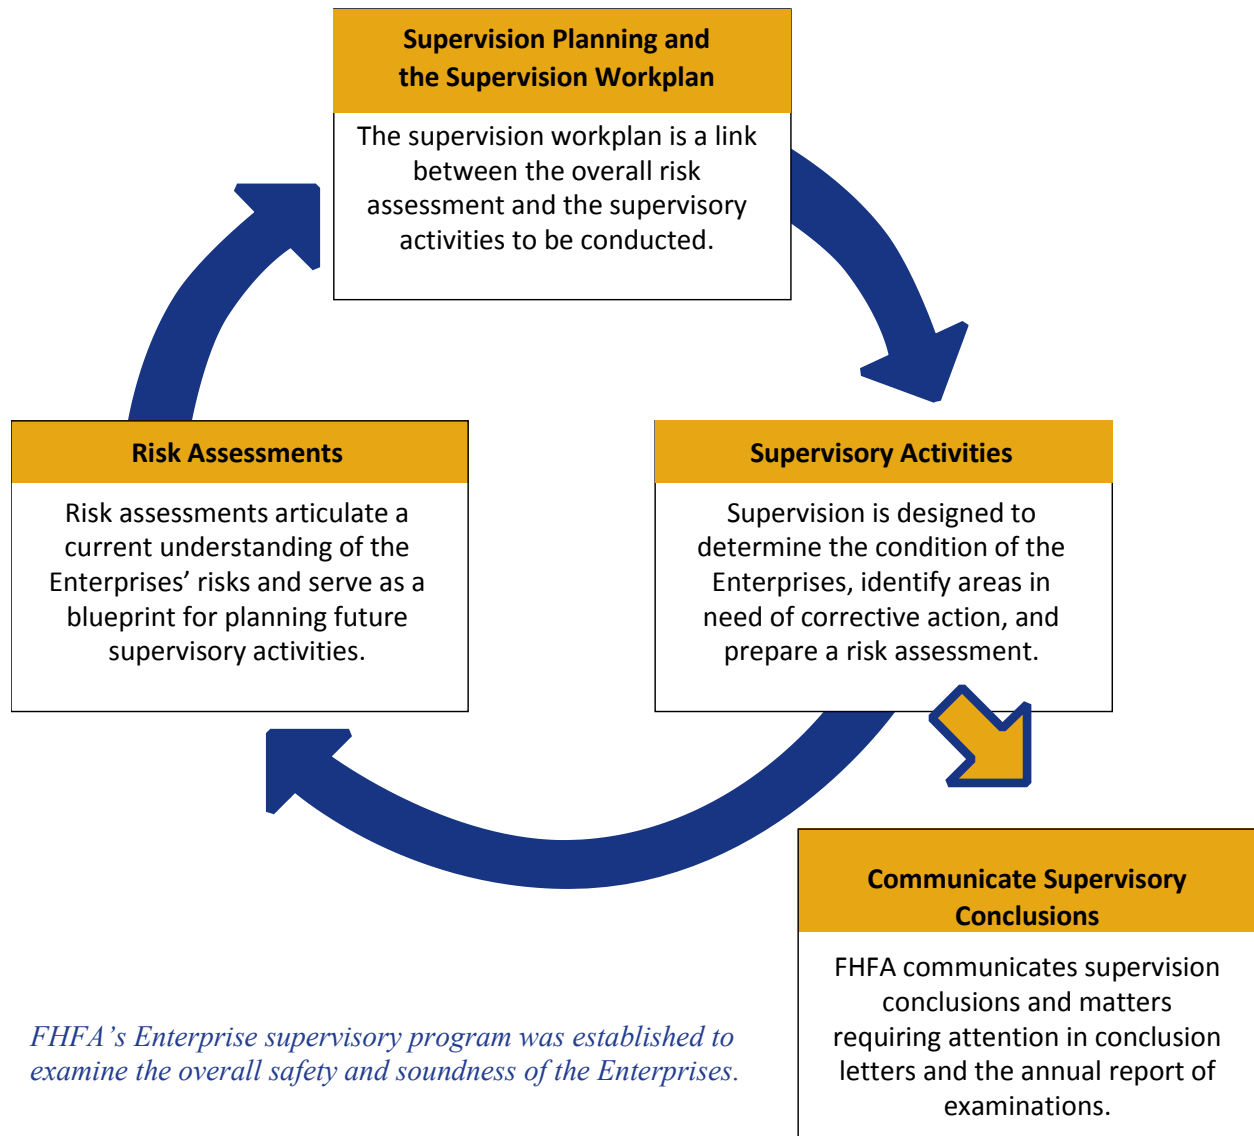 Supervision Planning and
the Supervision Workplan
The supervision workplan is a link
between the overall risk
assessment and the supervisory
activities to be conducted.
Risk Assessments
Risk assessments articulate a
current understanding of the
Enterprises’ risks and serve as a
blueprint for planning future
supervisory activities.
Supervisory Activities
Supervision is designed to
determine the condition of the
Enterprises, identify areas in
need of corrective action, and
prepare a risk assessment.
Communicate Supervisory
Conclusions
FHFA communicates supervision
conclusions and matters
requiring attention in conclusion
letters and the annual report of
examinations.
FHFA’s Enterprise supervisory program was established to
examine the overall safety and soundness of the Enterprises.